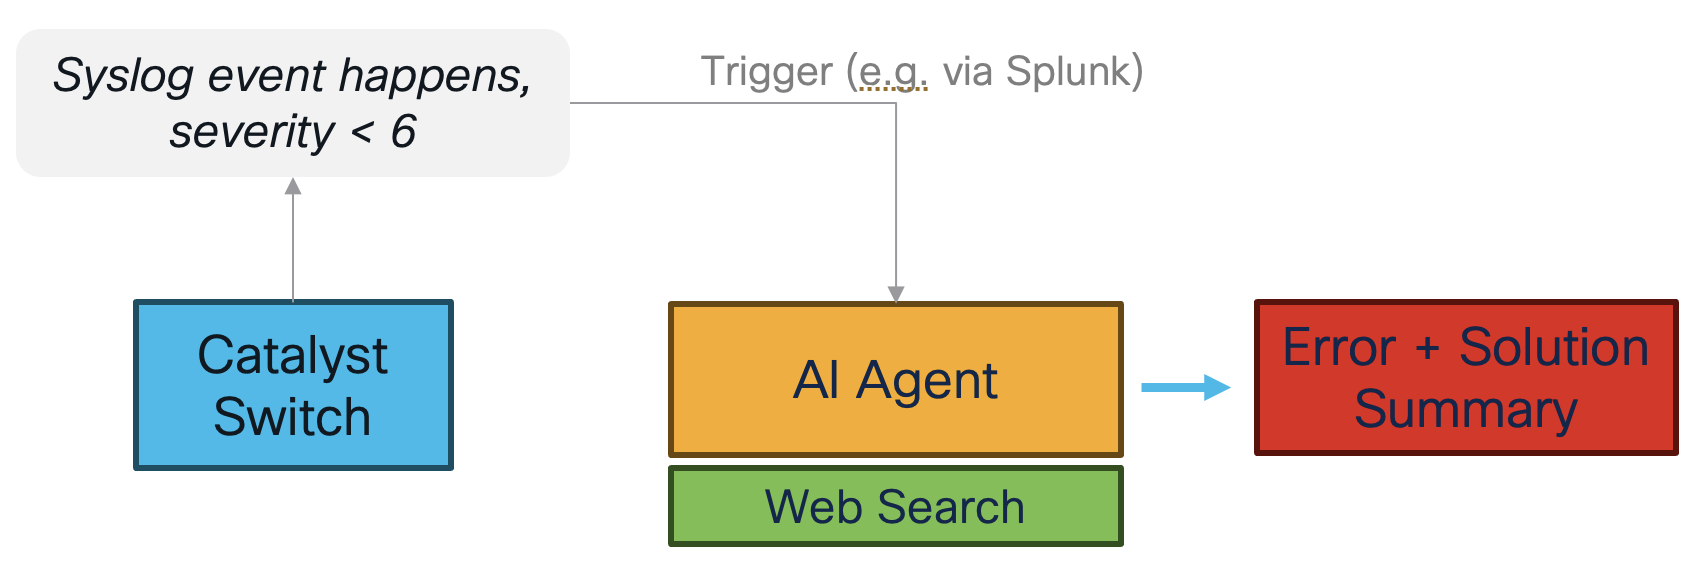 Syslog event happens,
severity < 6
Trigger (e.g. via Splunk)
Catalyst
Switch
AI Agent
Web Search
Error + Solution
Summary